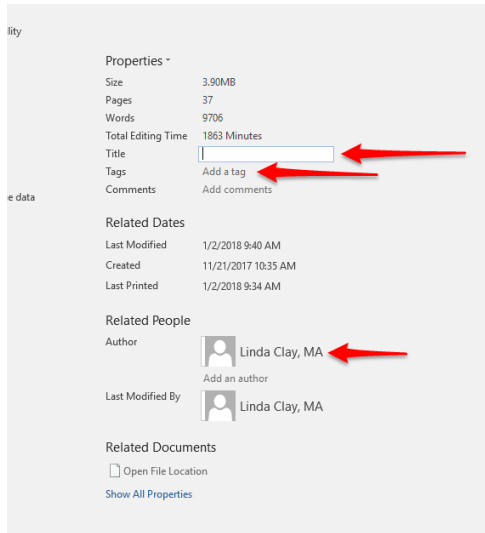 lity
Properties
Size 3.90MB
Pages 37
Words 9706
Total Editing Time 1863 Minutes
Title
Tags Add a tag
Comments Add comments
e data
Related Dates
Last Modified 1/2/2018 9:40 AM
Created 11/21/2017 10:35 AM
Last Printed 1/2/2018 9:34 AM
Related People
Author Linda Clay, MA
Add an author
Last Modified By Linda Clay, MA
Related Documents
Open File Location
Show All Properties